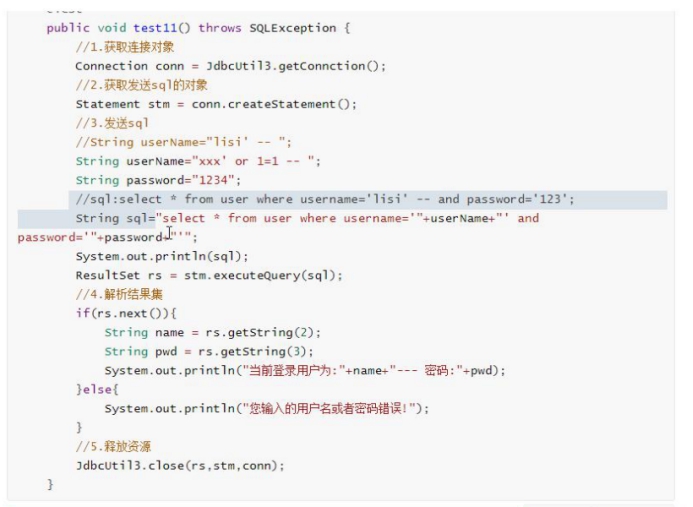 public void test11() throws SQLException {
//1.获取连接对象
Connection conn = JdbcUtil3.getConnction();
//2.获取发送sql的对象
Statement stm = conn.createStatement();
//3.发送sql
//String userName="lisi' -- ";
String userName="xxx' or 1=1 -- ";
String password="1234";
//sql:select * from user where username='lisi' -- and password='123';
String sql="select * from user where username='"+userName+"' and
password='"+password+"'";
System.out.println(sql);
ResultSet rs = stm.executeQuery(sql);
//4.解析结果集
if(rs.next()){
String name = rs.getString(2);
String pwd = rs.getString(3);
System.out.println("当前登录用户为:"+name+"--- 密码:"+pwd);
}else{
System.out.println("您输入的用户名或者密码错误!");
}
//5.释放资源
JdbcUtil3.close(rs,stm,conn);
}